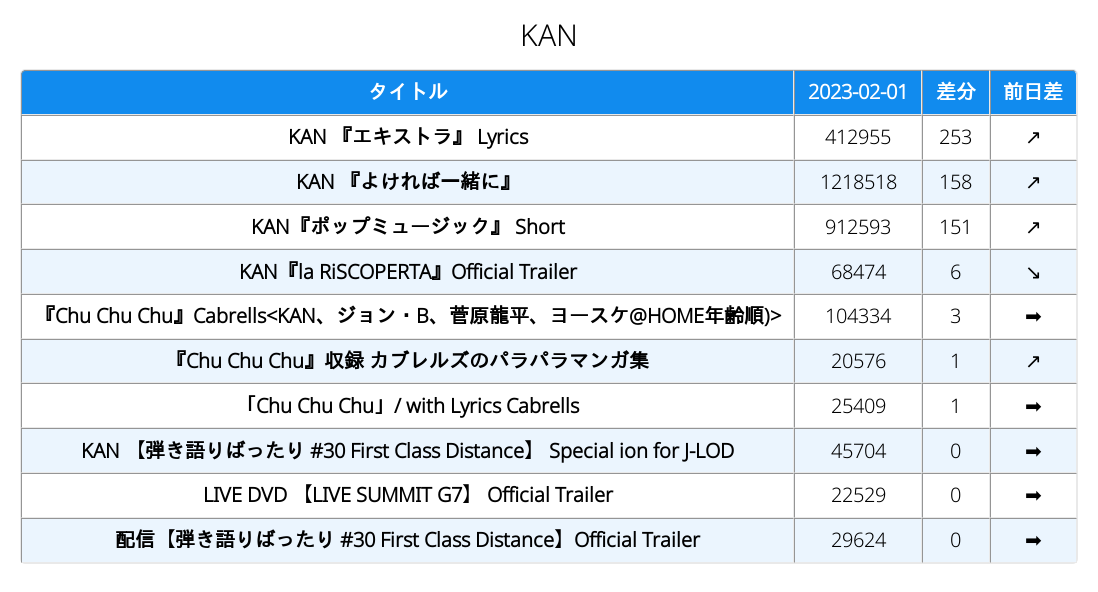 KAN
タイトル 2023-02-01 差分 前日差
KAN 『エキストラ』 Lyrics 412955 253 ↗
KAN 『よければ一緒に』 1218518 158 ↗
KAN『ポップミュージック』 Short 912593 151 ↗
KAN『la RiSCOPERTA』Official Trailer 68474 6 ↘
『Chu Chu Chu』Cabrells<KAN、ジョン・B、菅原龍平、ヨースケ@HOME年齢順)> 104334 3 ➡
『Chu Chu Chu』収録 カブレルズのパラパラマンガ集 20576 1 ↗
「Chu Chu Chu」/ with Lyrics Cabrells 25409 1 ➡
KAN 【弾き語りばったり #30 First Class Distance】 Special ion for J-LOD 45704 0 ➡
LIVE DVD 【LIVE SUMMIT G7】 Official Trailer 22529 0 ➡
配信【弾き語りばったり #30 First Class Distance】Official Trailer 29624 0 ➡